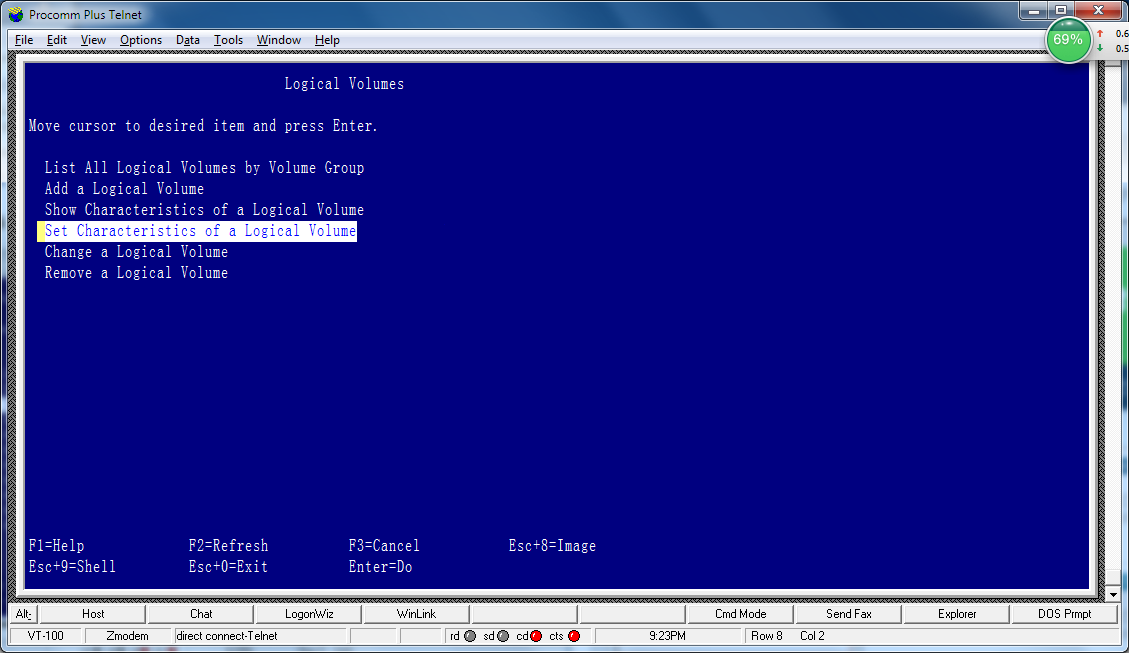 Procomm Plus Telnet
File Edit View Options Data Tools Window Help
69% 0.6
0.5
Logical Volumes
Move cursor to desired item and press Enter.
List All Logical Volumes by Volume Group
Add a Logical Volume
Show Characteristics of a Logical Volume
Set Characteristics of a Logical Volume
Change a Logical Volume
Remove a Logical Volume
F1=Help F2=Refresh F3=Cancel Esc+8=Image
Esc+9=Shell Esc+0=Exit Enter=Do
Alt- Host Chat LogonWiz WinLink Cmd Mode Send Fax Explorer DOS Prmpt
VT-100 Zmodem direct connect-Telnet rd sd cd cts 9:23PM Row 8 Col 2